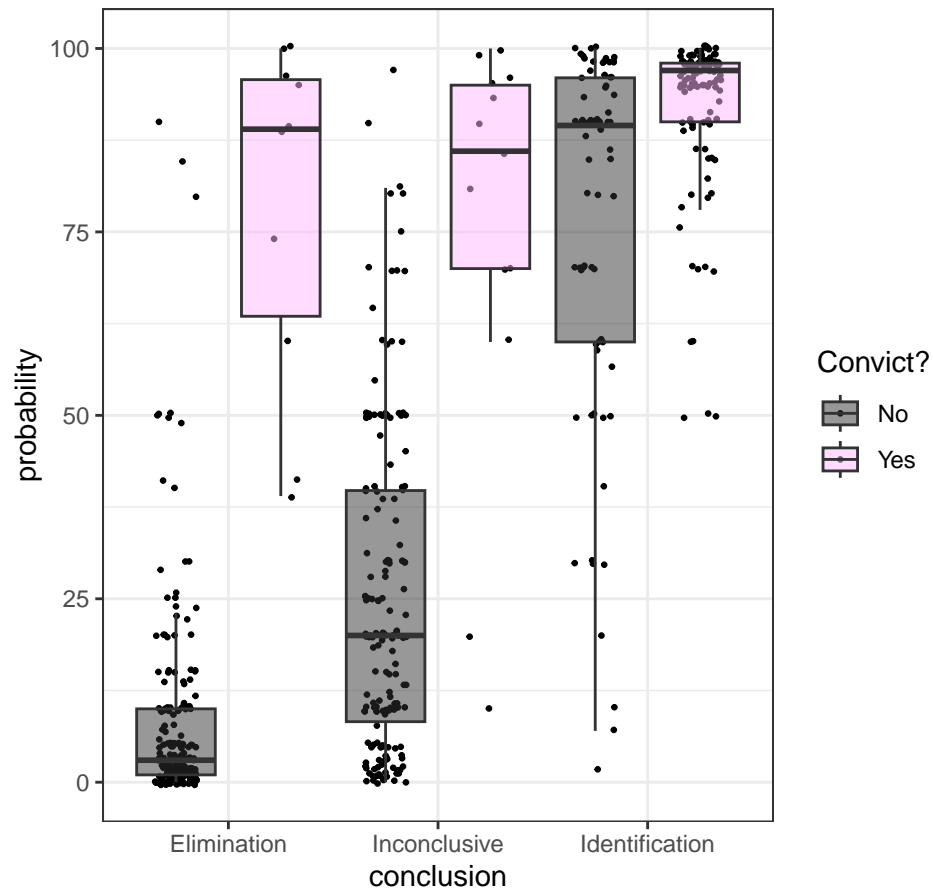 100
75
50
25
0
probability
Elimination
Inconclusive
Identification
conclusion
Convict?
No
Yes